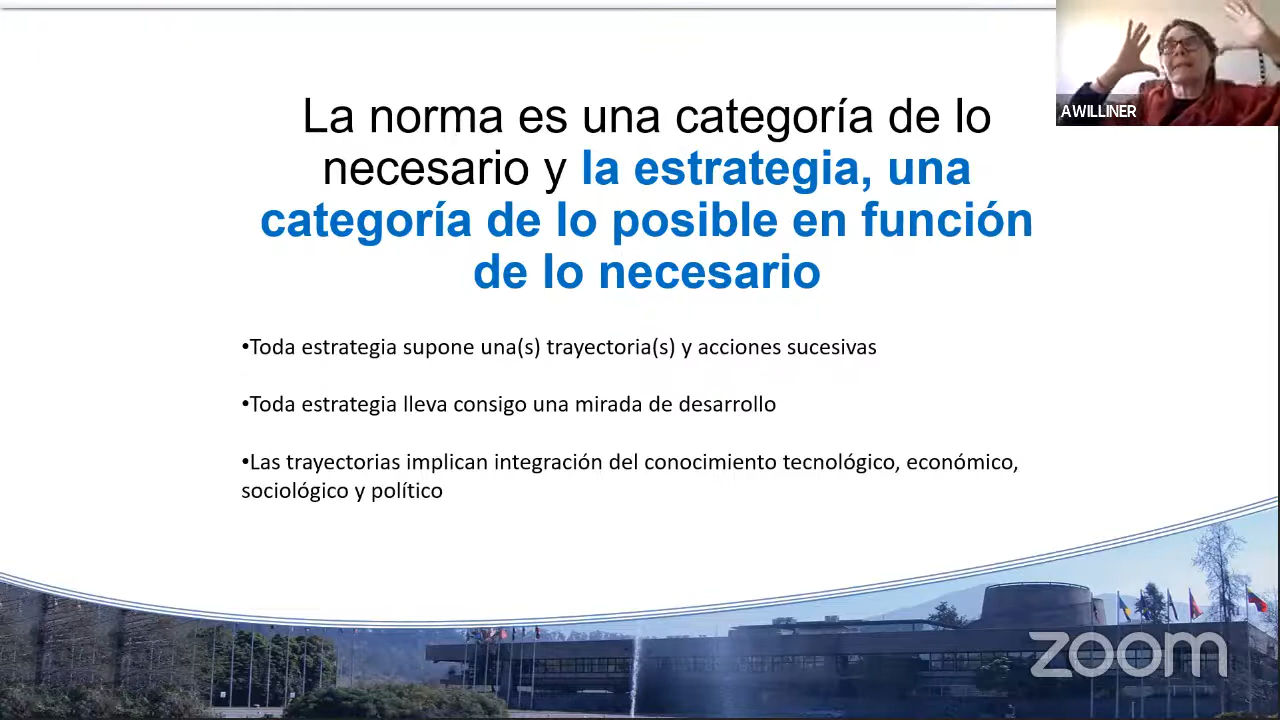 La norma es una categoría de lo
necesario y la estrategia, una
categoría de lo posible en función
de lo necesario
•Toda estrategia supone una(s) trayectoria(s) y acciones sucesivas
•Toda estrategia lleva consigo una mirada de desarrollo
•Las trayectorias implican integración del conocimiento tecnológico, económico,
sociológico y político
AWILLINER
zoom